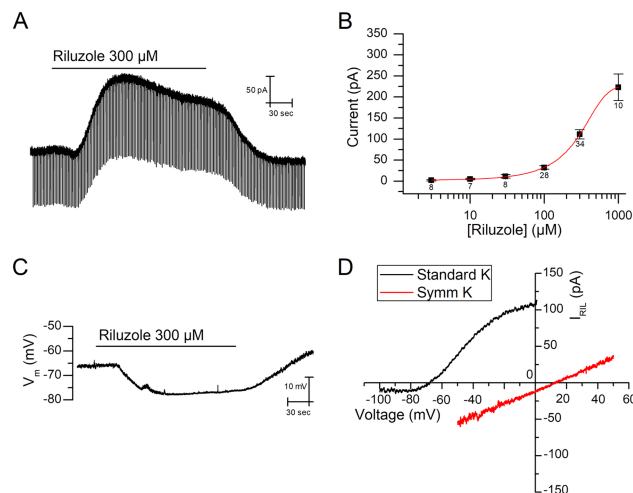 A
Riluzole 300 µM
50 pA
30 sec
B
Current (pA)
350
300
250
200
150
100
50
0
8
7
8
28
34
10
10
100
1000
[Riluzole] (µM)
C
Riluzole 300 µM
V_m (mV)
-50
-60
-70
-80
10 mV
30 sec
D
Standard K
Symm K
I_RIL (pA)
150
100
50
0
-50
-100
-150
-100
-80
-60
-40
-20
20
40
60
Voltage (mV)